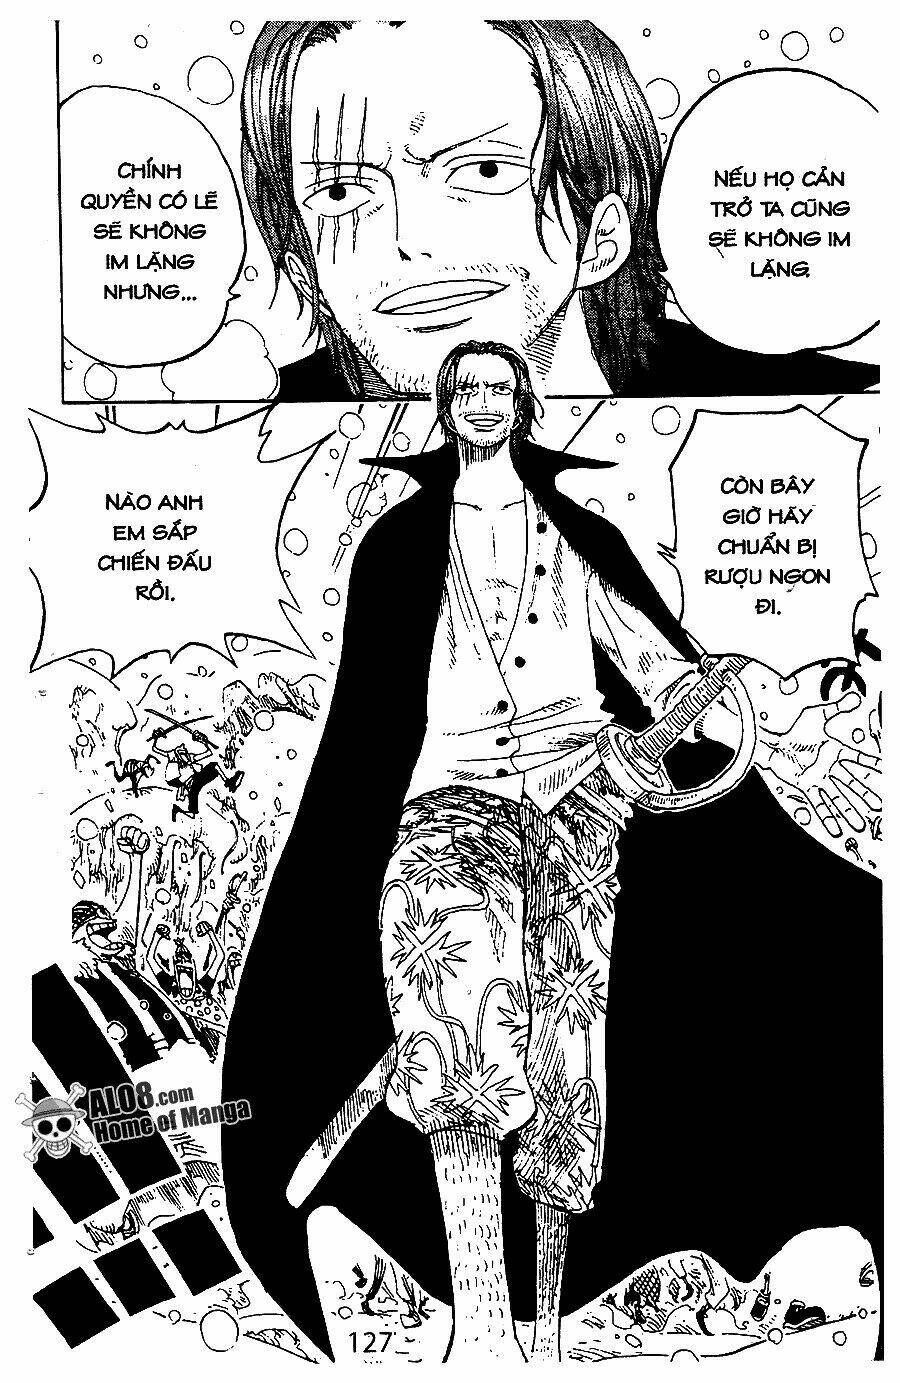 NẾU HỌ CẢN
TRỞ TA CŨNG
SẼ KHÔNG IM
LẶNG.
CHÍNH
QUYỀN CÓ LẼ
SẼ KHÔNG
IM LẶNG
NHƯNG...
CÒN BÂY
GIỜ HÃY
CHUẨN BỊ
RƯỢU NGON
ĐI.
NÀO ANH
EM SẮP
CHIẾN ĐẤU
RỒI.
ALO8.com
Home of Manga
127